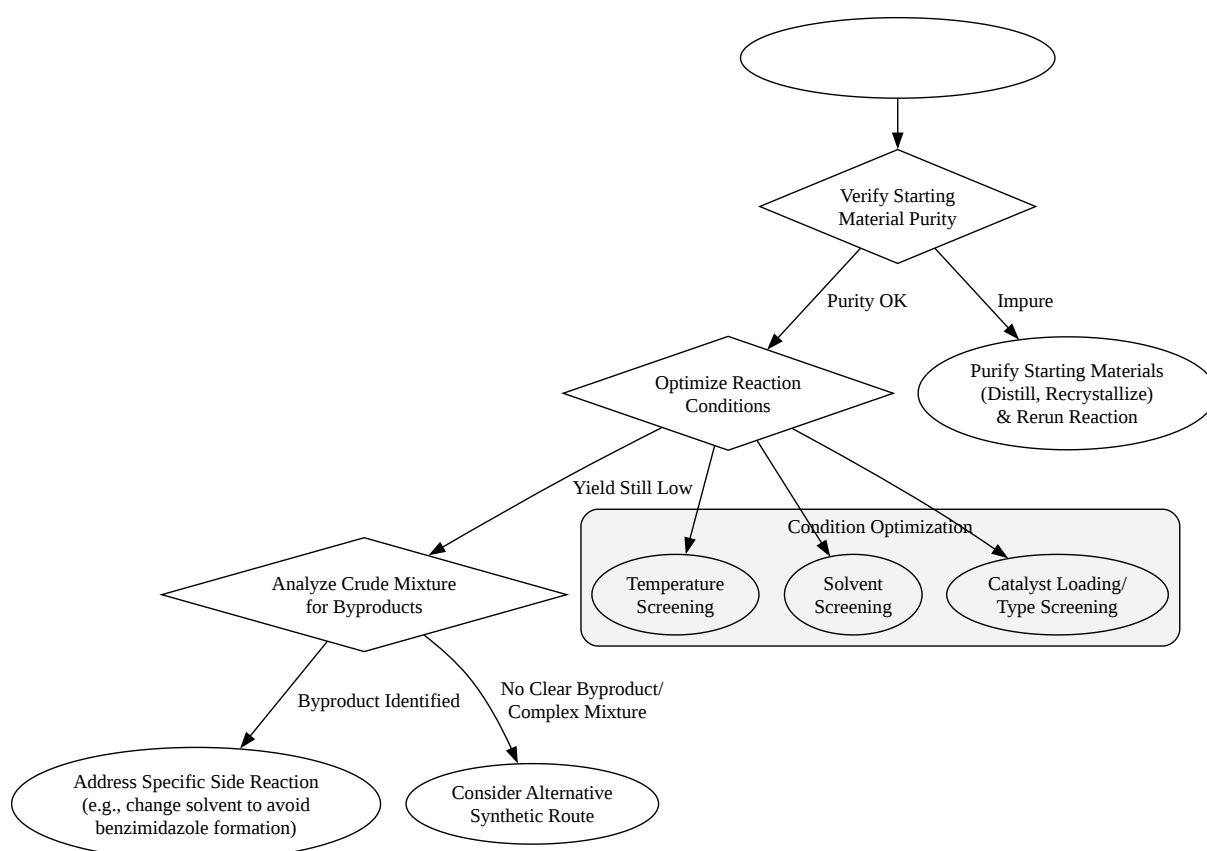 Verify Starting
Material Purity
Purity OK
Impure
Optimize Reaction
Conditions
Purify Starting Materials
(Distill, Recrystallize)
& Rerun Reaction
Yield Still Low
Condition Optimization
Analyze Crude Mixture
for Byproducts
Temperature
Screening
Solvent
Screening
Catalyst Loading/
Type Screening
Byproduct Identified
No Clear Byproduct/
Complex Mixture
Address Specific Side Reaction
(e.g., change solvent to avoid
benzimidazole formation)
Consider Alternative
Synthetic Route